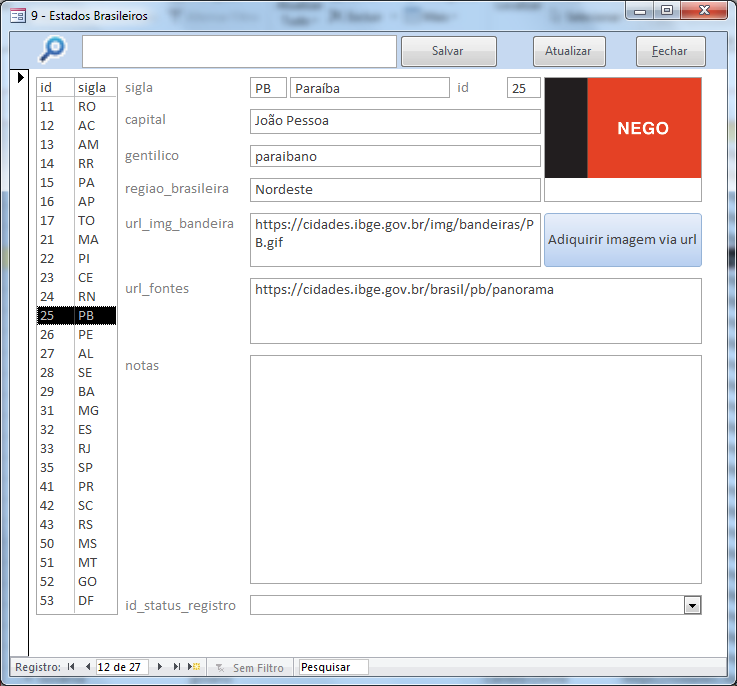 9 - Estados Brasileiros
Salvar
Atualizar
Fechar
id sigla
11 RO
12 AC
13 AM
14 RR
15 PA
16 AP
17 TO
21 MA
22 PI
23 CE
24 RN
25 PB
26 PE
27 AL
28 SE
29 BA
31 MG
32 ES
33 RJ
35 SP
41 PR
42 SC
43 RS
50 MS
51 MT
52 GO
53 DF
sigla PB Paraíba id 25
capital João Pessoa
gentilico paraibano
regiao_brasileira Nordeste
NEGO
url_img_bandeira https://cidades.ibge.gov.br/img/bandeiras/P
B.gif
Adiquirir imagem via url
url_fontes https://cidades.ibge.gov.br/brasil/pb/panorama
notas
id_status_registro
Registro: 12 de 27 Sem Filtro Pesquisar